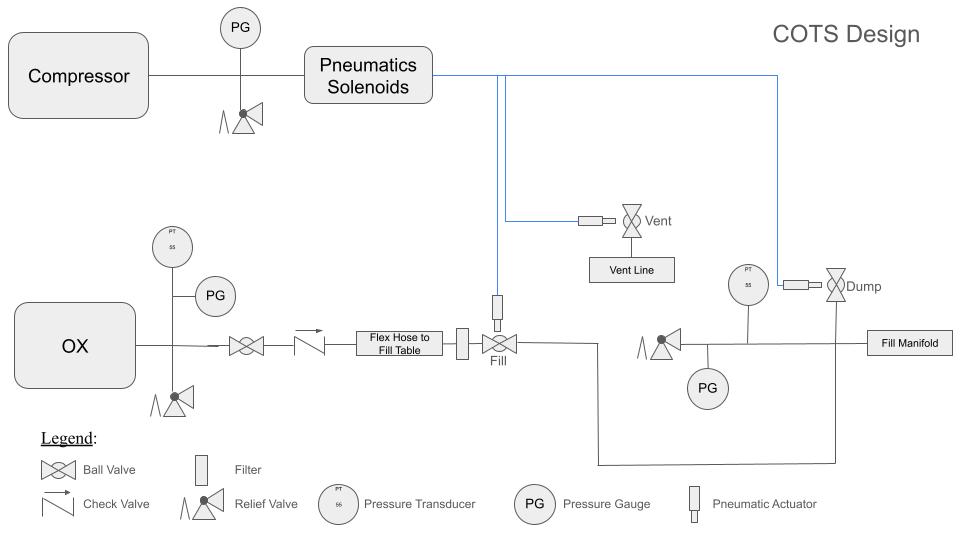 COTS Design
PG
Compressor
Pneumatics
Solenoids
Vent
Vent Line
PT
55
PG
PT
55
Dump
OX
Flex Hose to
Fill Table
Fill
Fill Manifold
PG
Legend:
Ball Valve
Filter
Check Valve
Relief Valve
PT
55
Pressure Transducer
PG
Pressure Gauge
Pneumatic Actuator